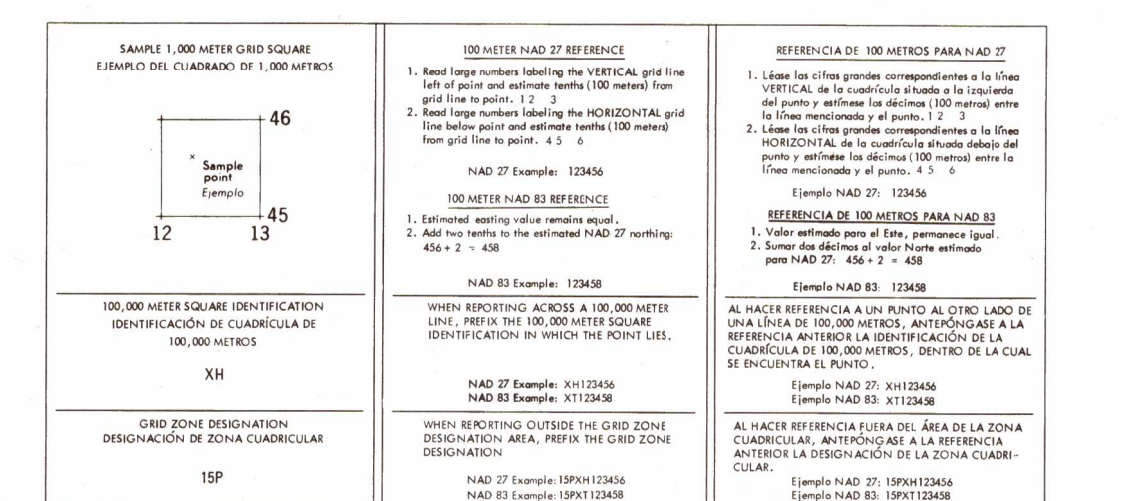 SAMPLE 1,000 METER GRID SQUARE
EJEMPLO DEL CUADRADO DE 1,000 METROS
46
x
Sample
point
Ejemplo
45
12 13
100,000 METER SQUARE IDENTIFICATION
IDENTIFICACIÓN DE CUADRÍCULA DE
100,000 METROS
XH
GRID ZONE DESIGNATION
DESIGNACIÓN DE ZONA CUADRICULAR
15P
100 METER NAD 27 REFERENCE
1. Read large numbers labeling the VERTICAL grid line
left of point and estimate tenths (100 meters) from
grid line to point. 1 2 3
2. Read large numbers labeling the HORIZONTAL grid
line below point and estimate tenths (100 meters)
from grid line to point. 4 5 6
NAD 27 Example: 123456
100 METER NAD 83 REFERENCE
1. Estimated easting value remains equal.
2. Add two tenths to the estimated NAD 27 northing:
456 + 2 = 458
NAD 83 Example: 123458
WHEN REPORTING ACROSS A 100,000 METER
LINE, PREFIX THE 100,000 METER SQUARE
IDENTIFICATION IN WHICH THE POINT LIES.
NAD 27 Example: XH123456
NAD 83 Example: XT123458
WHEN REPORTING OUTSIDE THE GRID ZONE
DESIGNATION AREA, PREFIX THE GRID ZONE
DESIGNATION
NAD 27 Example: 15PXH123456
NAD 83 Example: 15PXT123458
REFERENCIA DE 100 METROS PARA NAD 27
1. Léase las cifras grandes correspondientes a la línea
VERTICAL de la cuadrícula situada a la izquierda
del punto y estímese los décimos (100 metros) entre
la línea mencionada y el punto. 1 2 3
2. Léase las cifras grandes correspondientes a la línea
HORIZONTAL de la cuadrícula situada debajo del
punto y estímése los décimos (100 metros) entre la
línea mencionada y el punto. 4 5 6
Ejemplo NAD 27: 123456
REFERENCIA DE 100 METROS PARA NAD 83
1. Valor estimado para el Este, permanece igual.
2. Sumar dos décimos al valor Norte estimado
para NAD 27: 456 + 2 = 458
Ejemplo NAD 83: 123458
AL HACER REFERENCIA A UN PUNTO AL OTRO LADO DE
UNA LÍNEA DE 100,000 METROS, ANTEPÓNGASE A LA
REFERENCIA ANTERIOR LA IDENTIFICACIÓN DE LA
CUADRÍCULA DE 100,000 METROS, DENTRO DE LA CUAL
SE ENCUENTRA EL PUNTO.
Ejemplo NAD 27: XH123456
Ejemplo NAD 83: XT123458
AL HACER REFERENCIA FUERA DEL ÁREA DE LA ZONA
CUADRICULAR, ANTEPÓNGASE A LA REFERENCIA
ANTERIOR LA DESIGNACIÓN DE LA ZONA CUADRI-
CULAR.
Ejemplo NAD 27: 15PXH123456
Ejemplo NAD 83: 15PXT123458